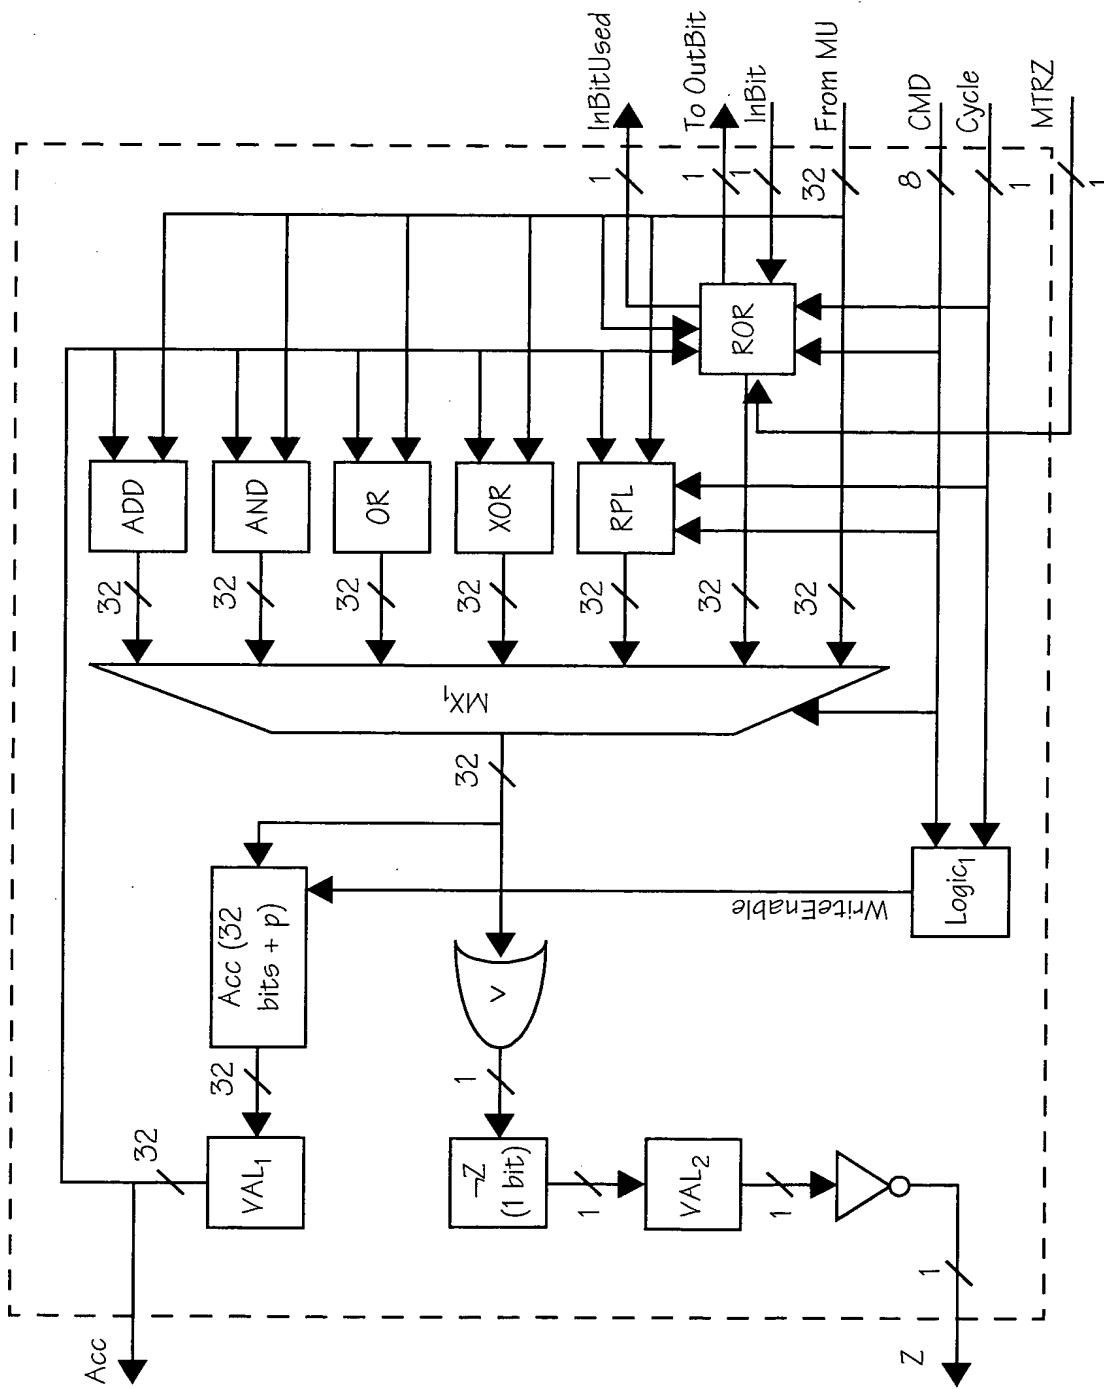 InBitUsed
To OutBit
InBit
From MU
CMD
Cycle
MTRZ
1
1
1
32
8
1
1
ADD
AND
OR
XOR
RPL
ROR
32
32
32
32
32
32
32
MX1
32
Acc (32
bits + p)
WriteEnable
Logic1
v
32
1
32
VAL1
¬Z
(1 bit)
1
VAL2
1
1
Acc
Z